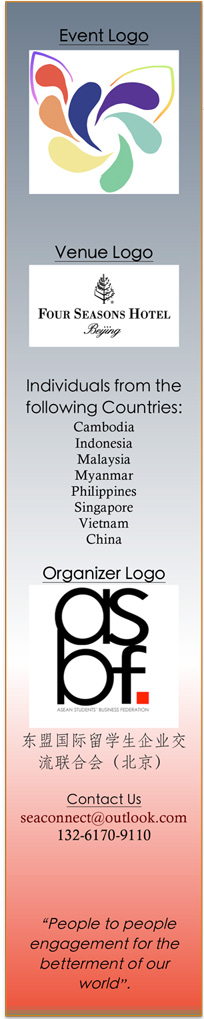 Event Logo
Venue Logo
FOUR SEASONS HOTEL
Beijing
Individuals from the
following Countries:
Cambodia
Indonesia
Malaysia
Myanmar
Philippines
Singapore
Vietnam
China
Organizer Logo
asbf.
ASEAN STUDENTS' BUSINESS FEDERATION
东盟国际留学生企业交
流联合会（北京）
Contact Us
seaconnect@outlook.com
132-6170-9110
“People to people
engagement for the
betterment of our
world”.